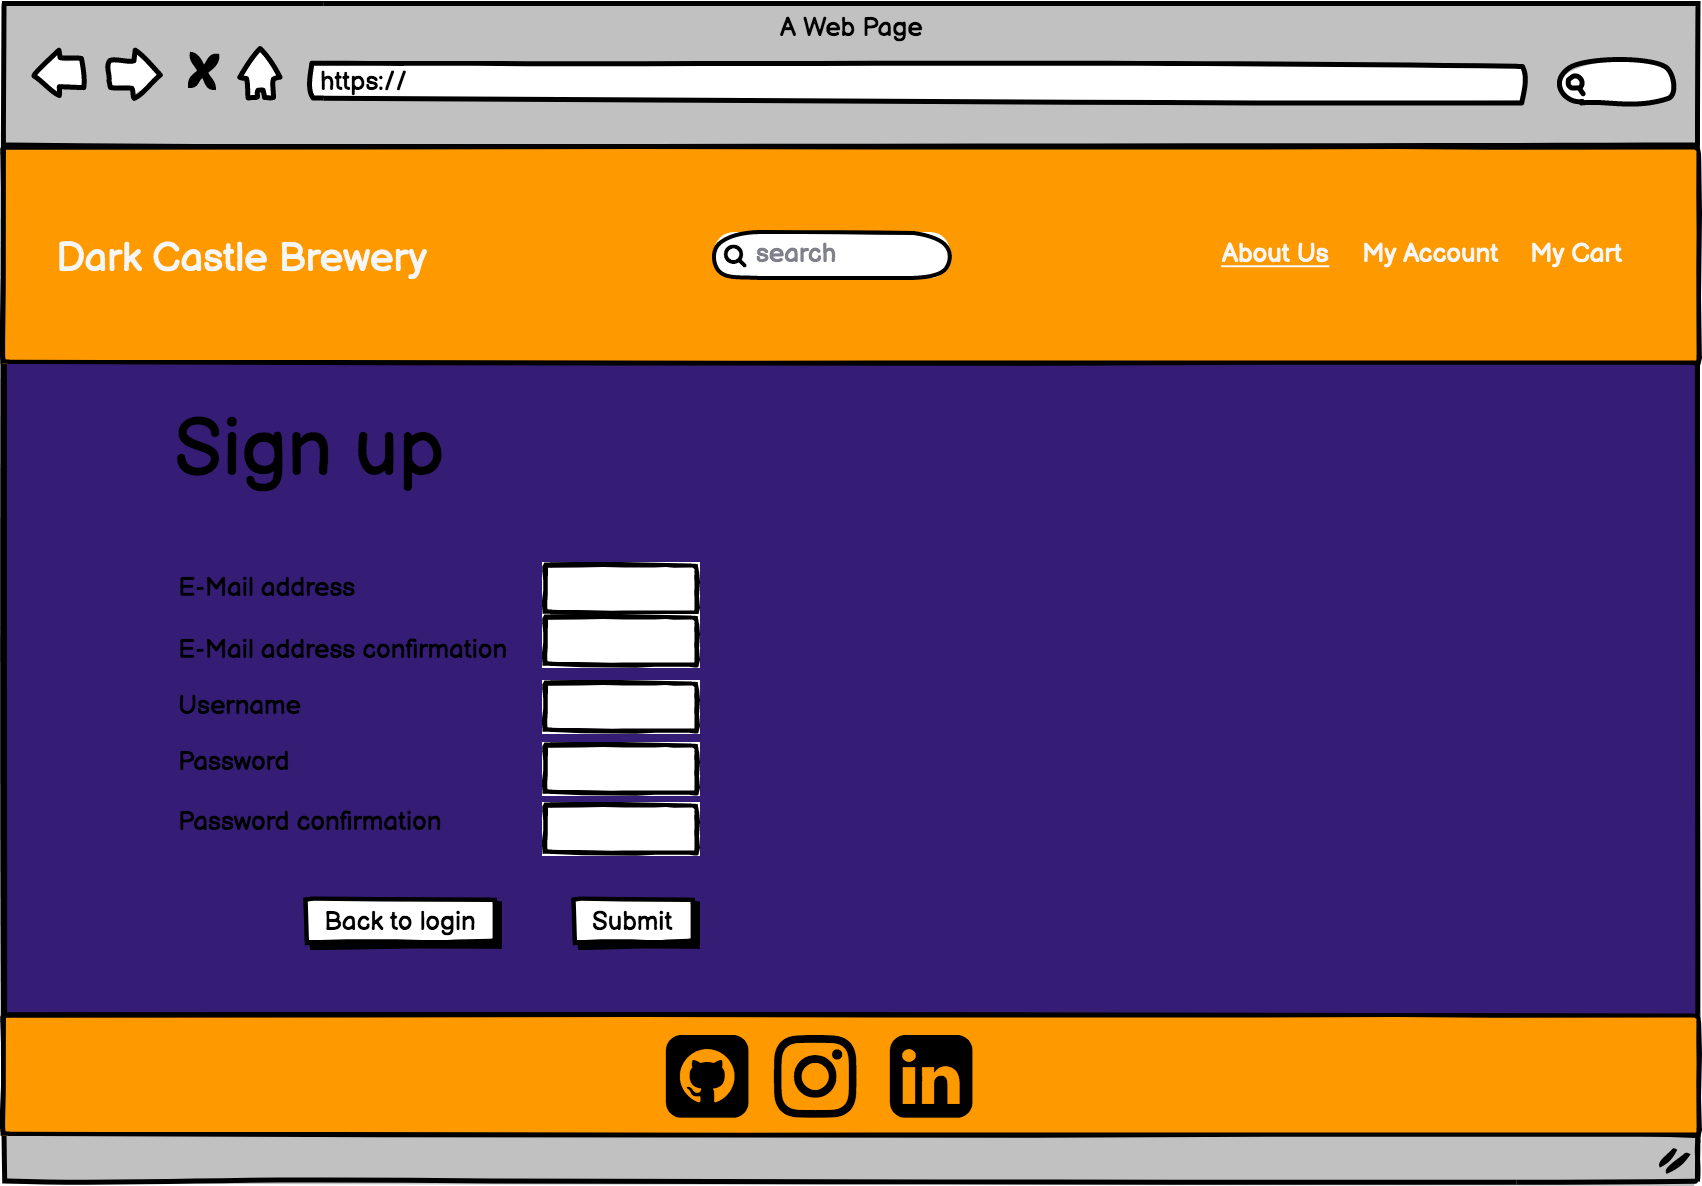 A Web Page
https://
Dark Castle Brewery
search
About Us My Account My Cart
Sign up
E-Mail address
E-Mail address confirmation
Username
Password
Password confirmation
Back to login Submit
in